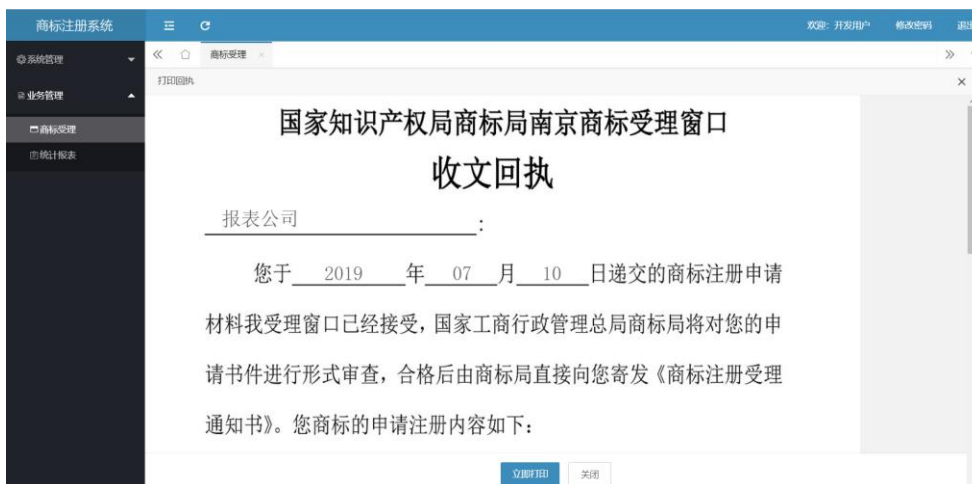 商标注册系统
欢迎：开发用户 修改密码 退出
系统管理
商标受理
打印回执
业务管理
商标受理
统计报表
国家知识产权局商标局南京商标受理窗口
收文回执
报表公司：
您于 2019 年 07 月 10 日递交的商标注册申请
材料我受理窗口已经接受，国家工商行政管理总局商标局将对您的申
请书件进行形式审查，合格后由商标局直接向您寄发《商标注册受理
通知书》。您商标的申请注册内容如下：
立即打印 关闭